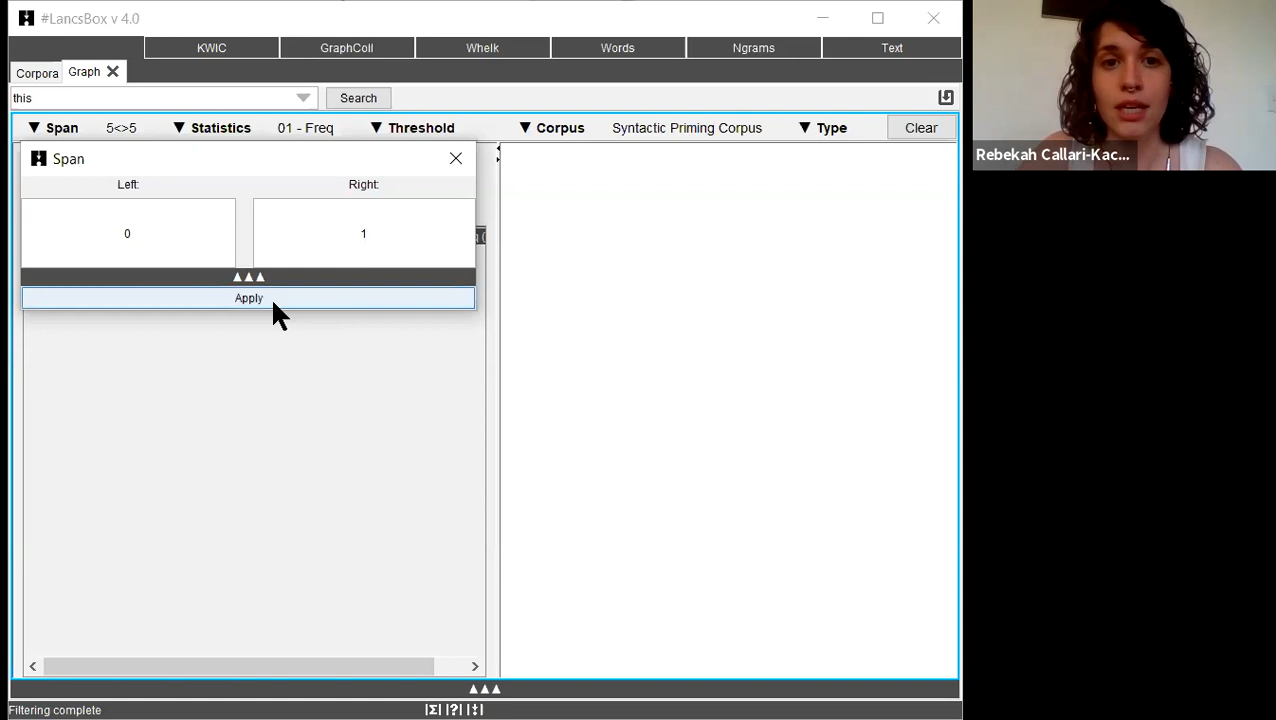 #LancsBox v 4.0
KWIC GraphColl Whelk Words Ngrams Text
Corpora Graph
this Search
Span 5<>5 Statistics 01 - Freq Threshold Corpus Syntactic Priming Corpus Type Clear
Span
Left: Right:
0 1
Apply
Filtering complete
Rebekah Callari-Kac...